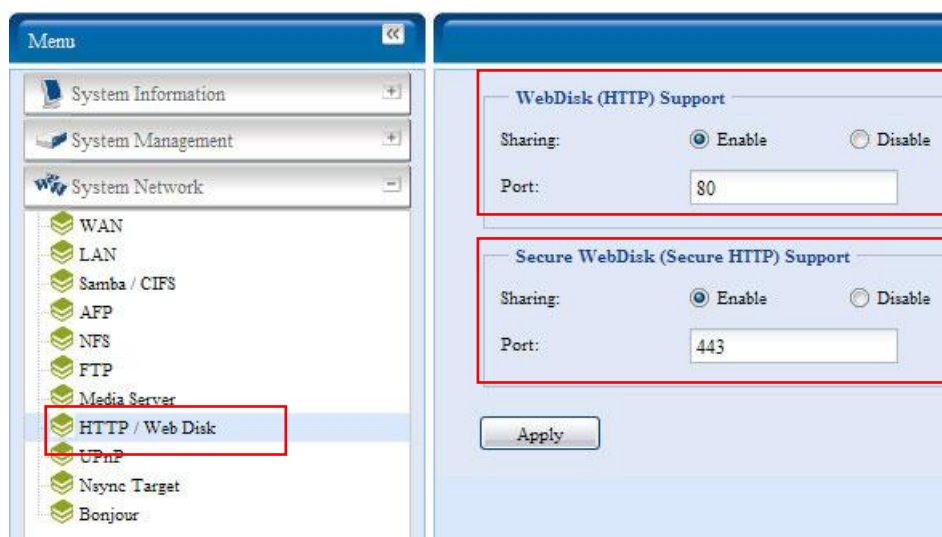 Menu
System Information
System Management
System Network
WAN
LAN
Samba / CIFS
AFP
NFS
FTP
Media Server
HTTP / Web Disk
UPnP
Nsync Target
Bonjour
WebDisk (HTTP) Support
Sharing: Enable Disable
Port: 80
Secure WebDisk (Secure HTTP) Support
Sharing: Enable Disable
Port: 443
Apply